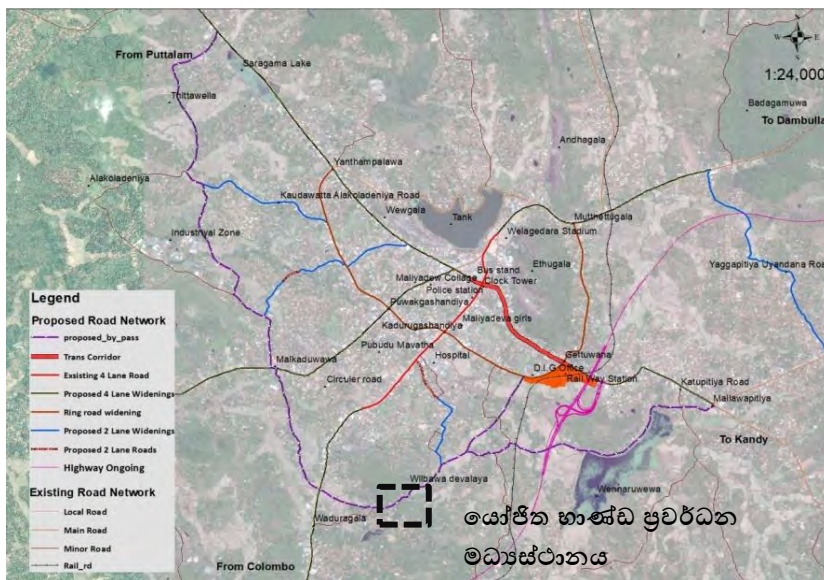 From Puttalam
Saragama Lake
Thittawella
Alakoladeniya
Yanthampalawa
Kaudawatta Alakoladeniya Road
Wewgala
Tank
Andhagala
W E
1:24,000
Badagamuwa
To Dambulla
Industriyal Zone
Welagedara Stadium
Mutthettugala
Yaggapitiya Uyandana Roa
Bus stand
Ethugala
Maliyadew Collage
Clock Tower
Police station
Puwakgashandiya
Kadurugashandiya
Maliyadeva girls
Malkaduwawa
Pubudu Mavatha
Hospital
Circuler road
Gettuwana
D.I.G Office
Rail Way Station
Katupitiya Road
Mallawapitiya
To Kandy
Wilbawa devalaya
Wennaruwewa
Waduragala
From Colombo
Legend
Proposed Road Network
proposed_by_pass
Trans Corridor
Exsisting 4 Lane Road
Proposed 4 Lane Widenings
Ring road widening
Proposed 2 Lane Widenings
Proposed 2 Lane Roads
Highway Ongoing
Existing Road Network
Local Road
Main Road
Minor Road
Rail_rd
යෝජිත භාණ්ඩ ප්‍රවර්ධන
මධ්‍යස්ථානය